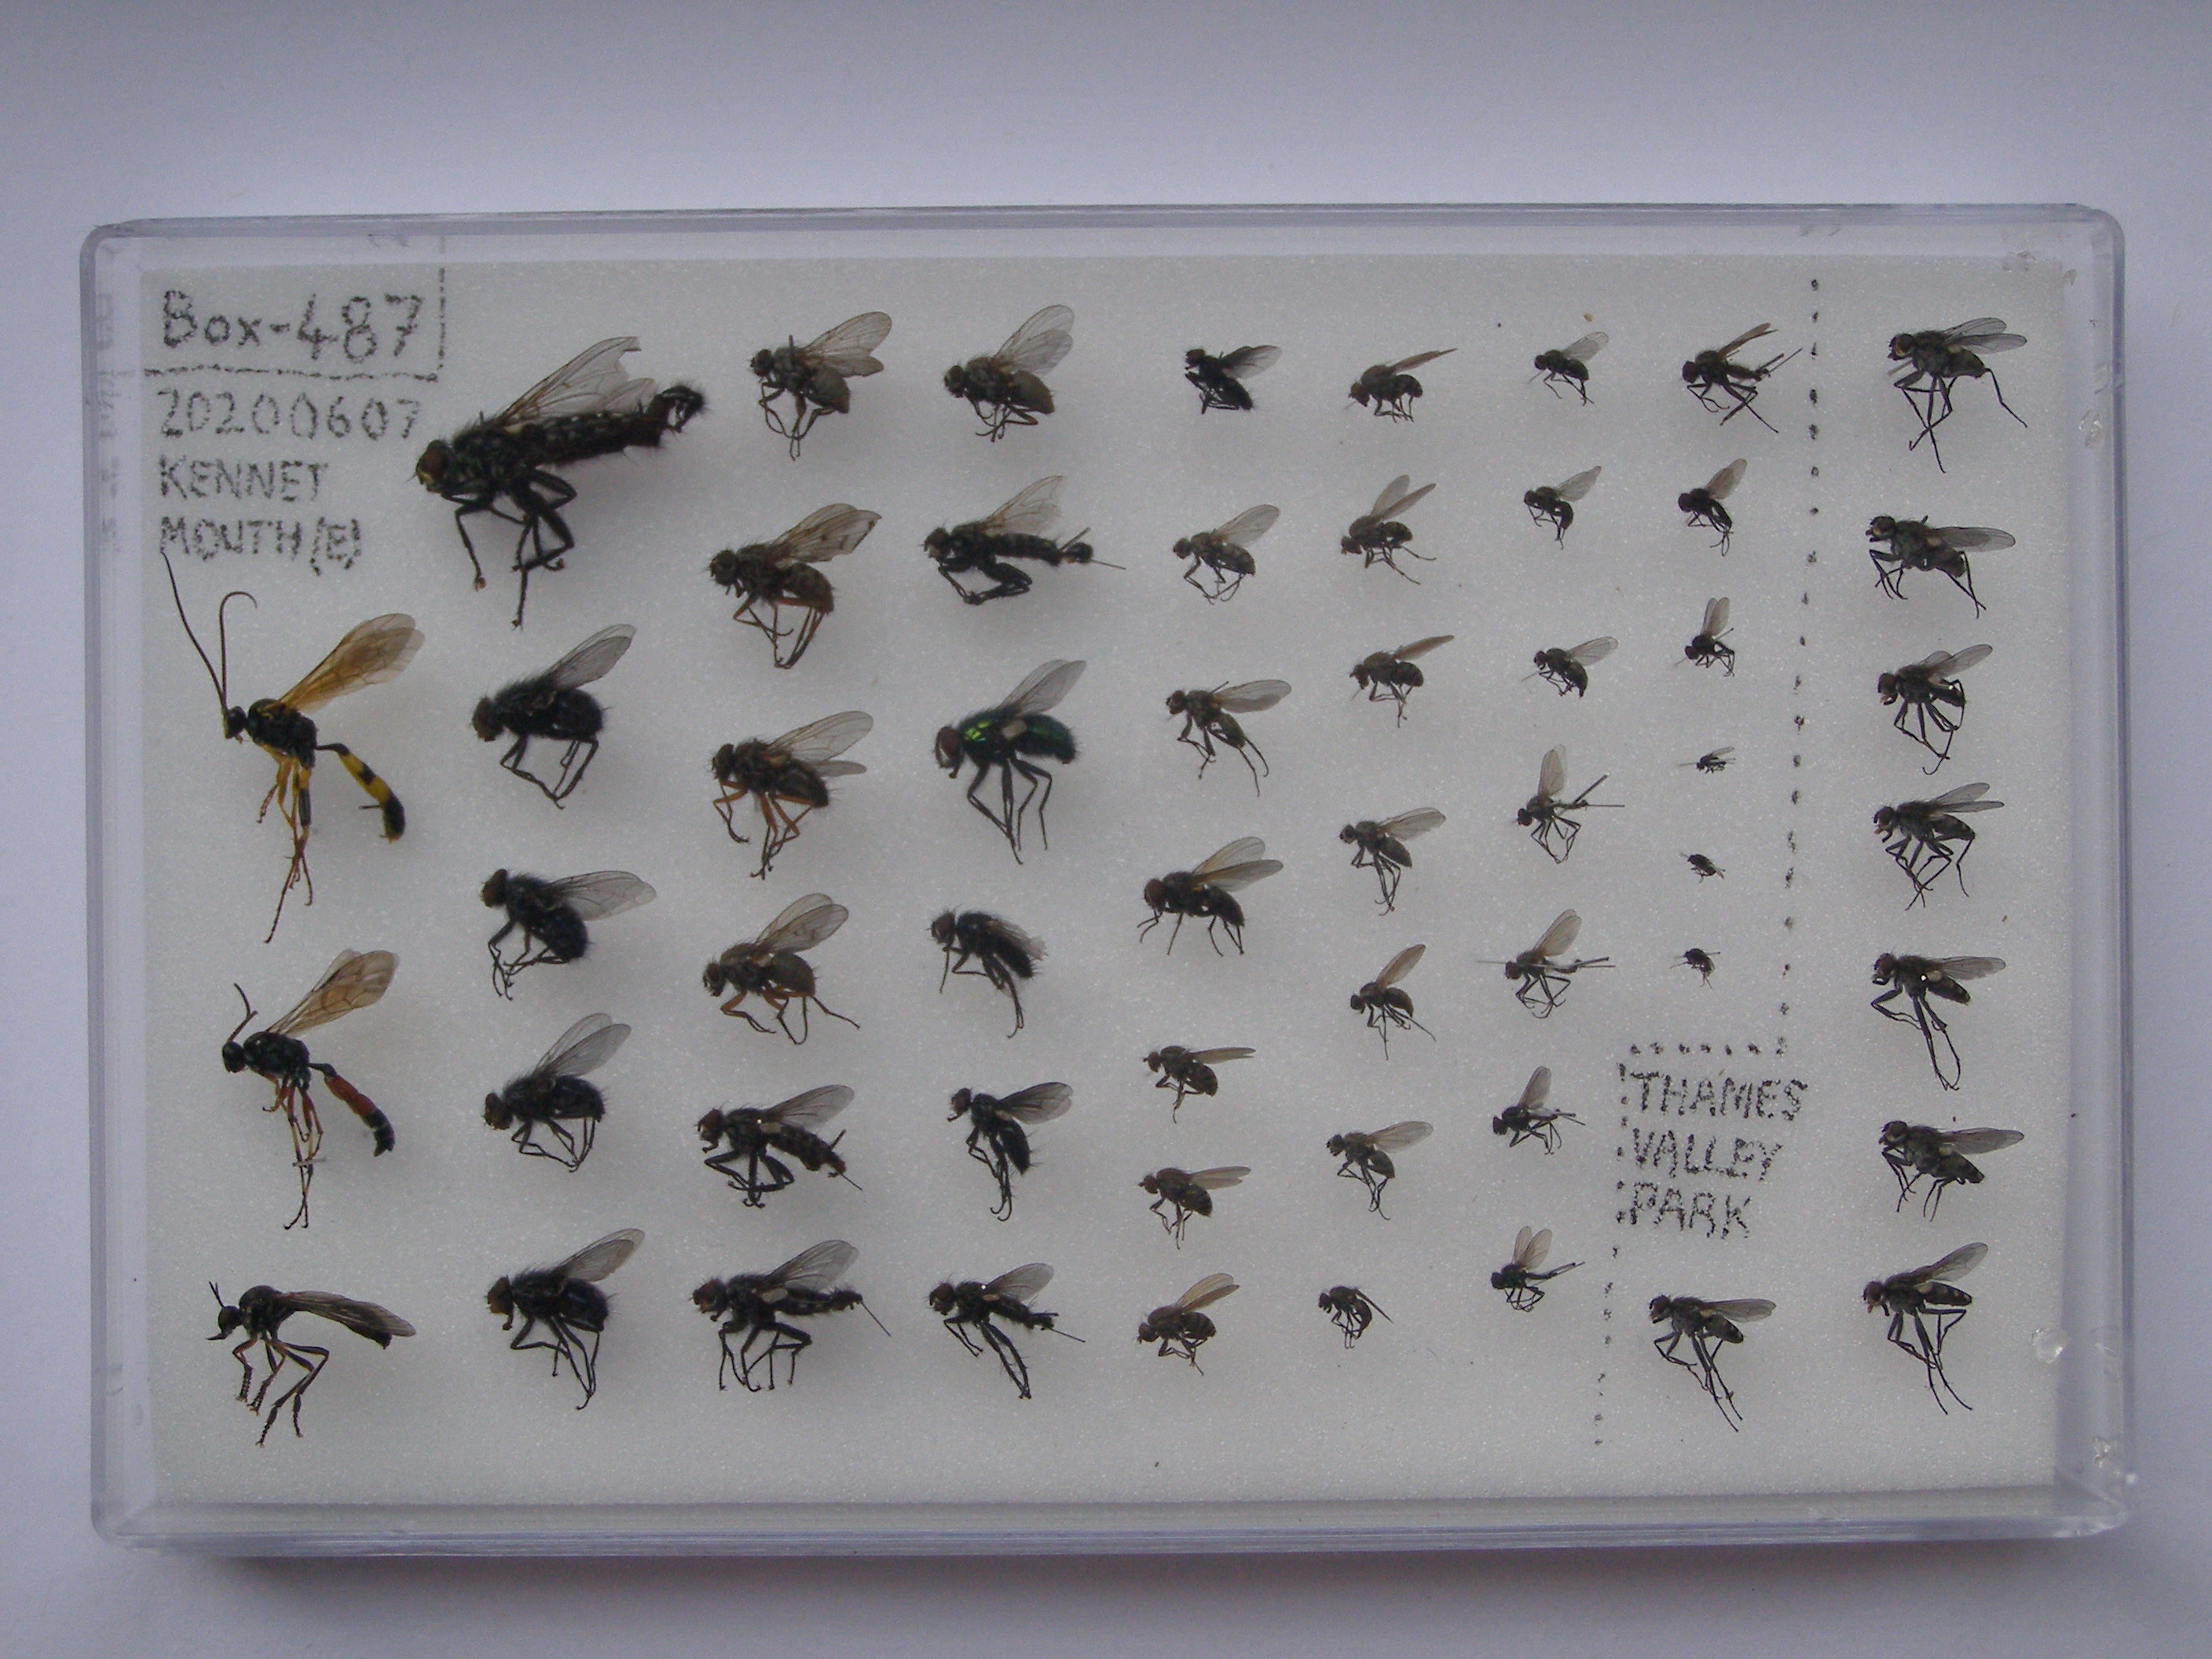 Box-487
20200607
KENNET
MOUTH (E)
THAMES
VALLEY
PARK